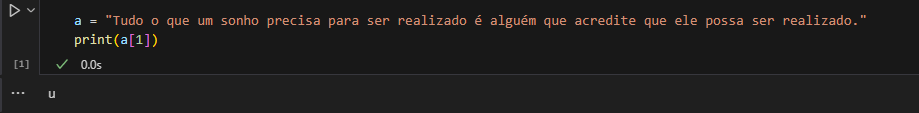 a = "Tudo o que um sonho precisa para ser realizado é alguém que acredite que ele possa ser realizado."
print(a[1])
[1] 0.0s
... u